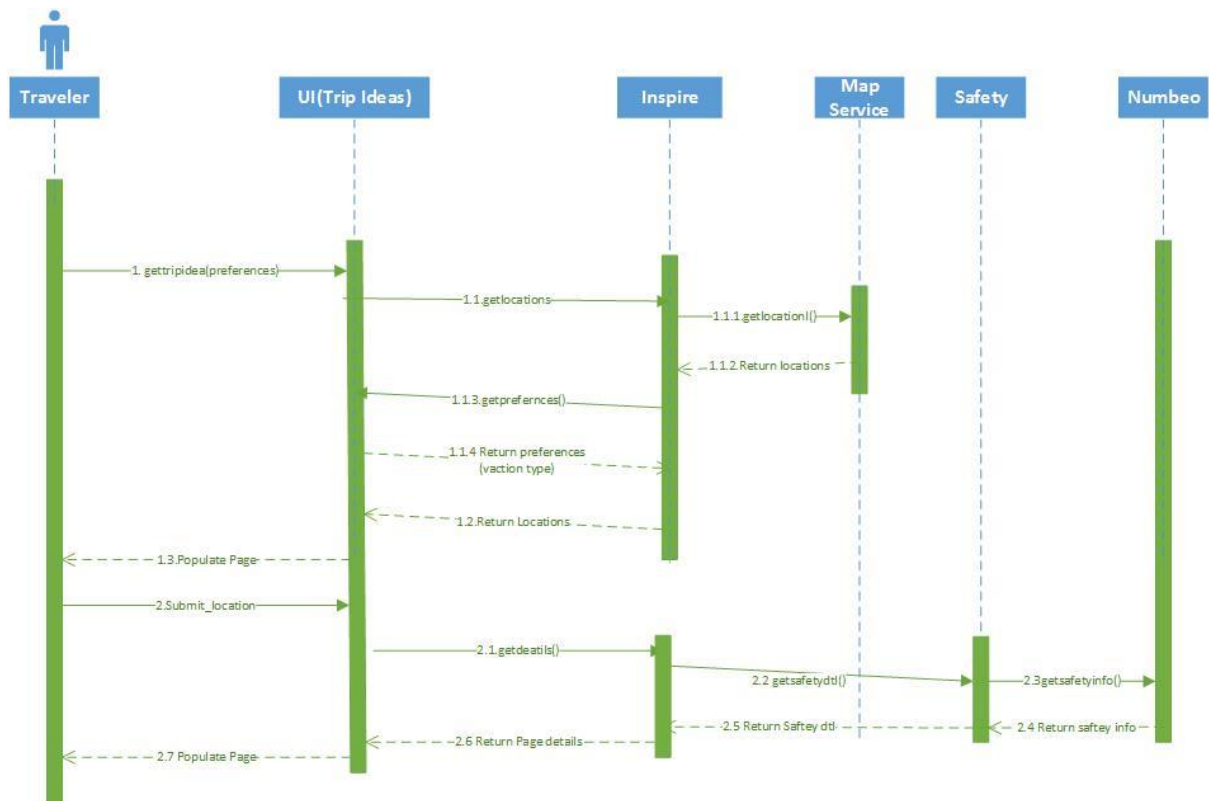 Traveler
UI(Trip Ideas)
Inspire
Map
Service
Safety
Numbeo
1. gettripidea(preferences)
1.1.getlocations
1.1.1.getlocationl()
1.1.2.Return locations
1.1.3.getprefernces()
1.1.4 Return preferences
(vaction type)
1.2.Return Locations
1.3.Populate Page
2.Submit_location
2.1.getdeatils()
2.2 getsafetydtl()
2.3getsafetyinfo()
2.4 Return saftey info
2.5 Return Saftey dtl
2.6 Return Page details
2.7 Populate Page